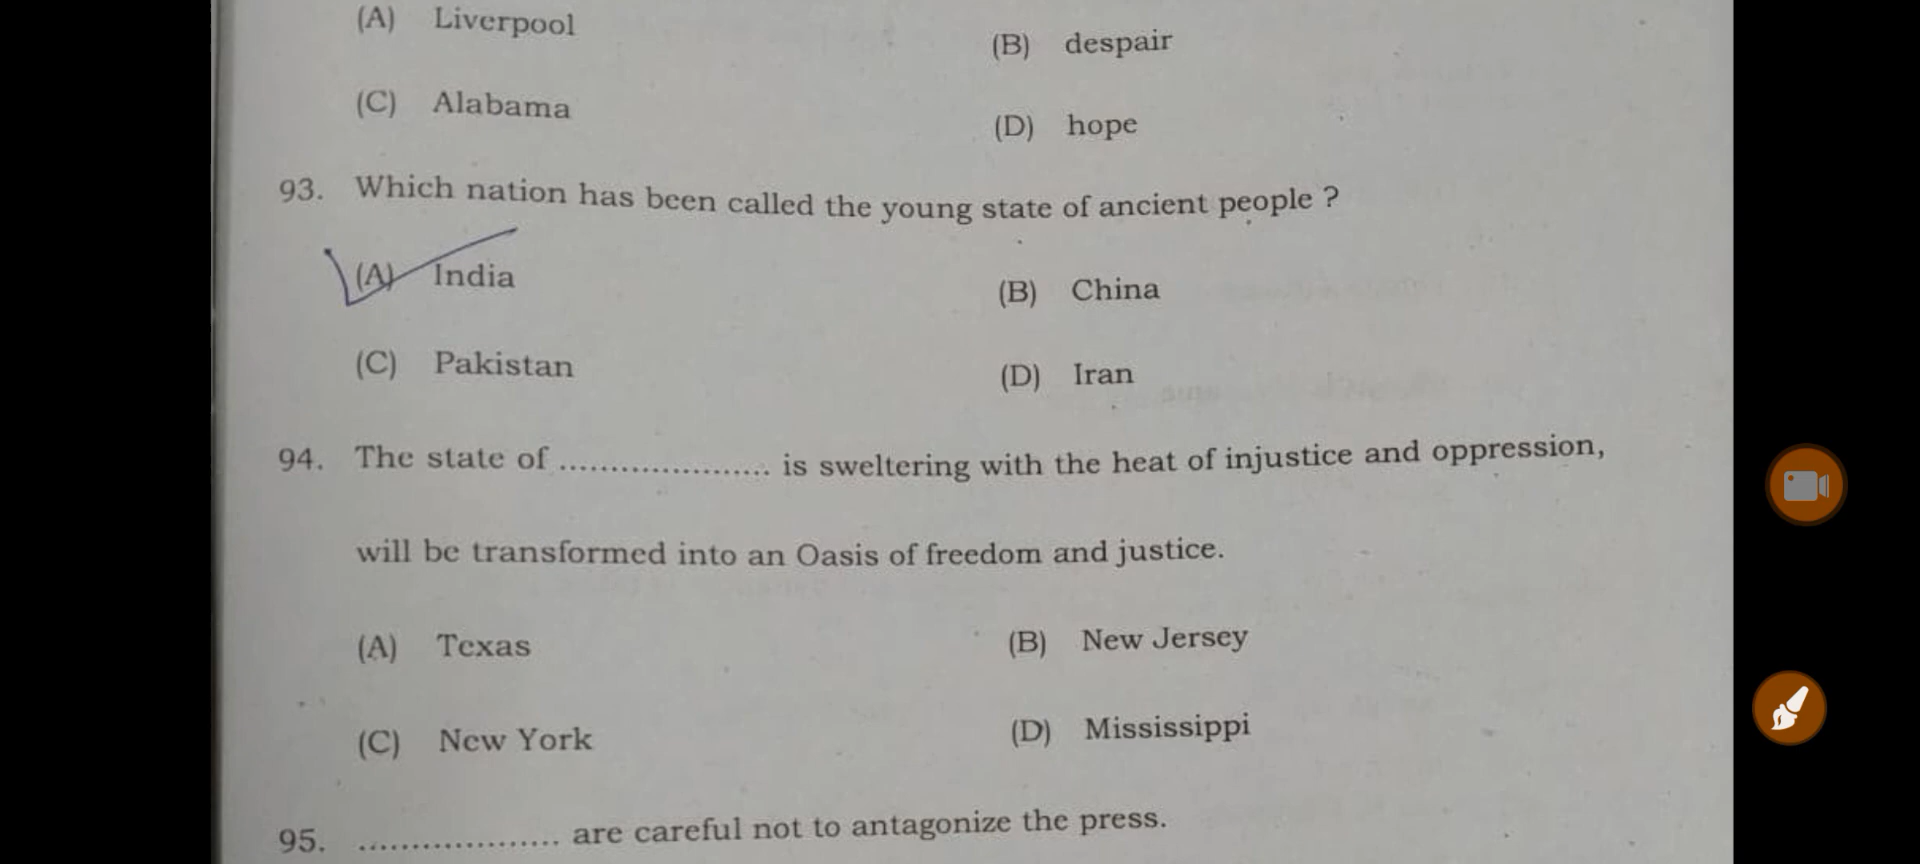 (A) Liverpool
(B) despair
(C) Alabama
(D) hope
93. Which nation has been called the young state of ancient people ?
(A) India
(B) China
(C) Pakistan
(D) Iran
94. The state of ..................... is sweltering with the heat of injustice and oppression,
will be transformed into an Oasis of freedom and justice.
(A) Texas
(B) New Jersey
(C) New York
(D) Mississippi
95. ................... are careful not to antagonize the press.